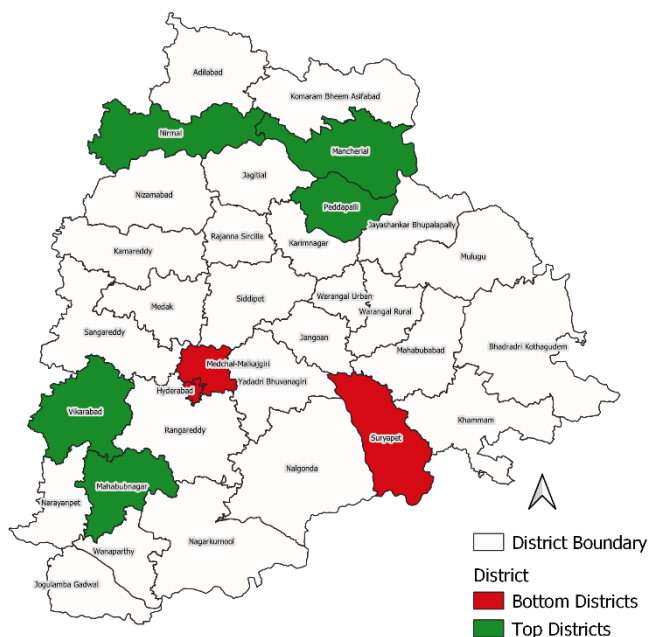 Adilabad
Komaram Bheem Asifabad
Nirmal
Mancherial
Jagitial
Nizamabad
Peddapalli
Jayashankar Bhupalapally
Rajanna Sircilla
Karimnagar
Kamareddy
Mulugu
Medak
Siddipet
Warangal Urban
Warangal Rural
Sangareddy
Jangoan
Bhadradri Kothagudem
Mahabubabad
Medchal-Malkajgiri
Hyderabad
Yadadri Bhuvanagiri
Vikarabad
Khammam
Rangareddy
Suryapet
Nalgonda
Mahabubnagar
Narayanpet
Nagarkurnool
Wanaparthy
Jogulamba Gadwal
District Boundary
District
Bottom Districts
Top Districts